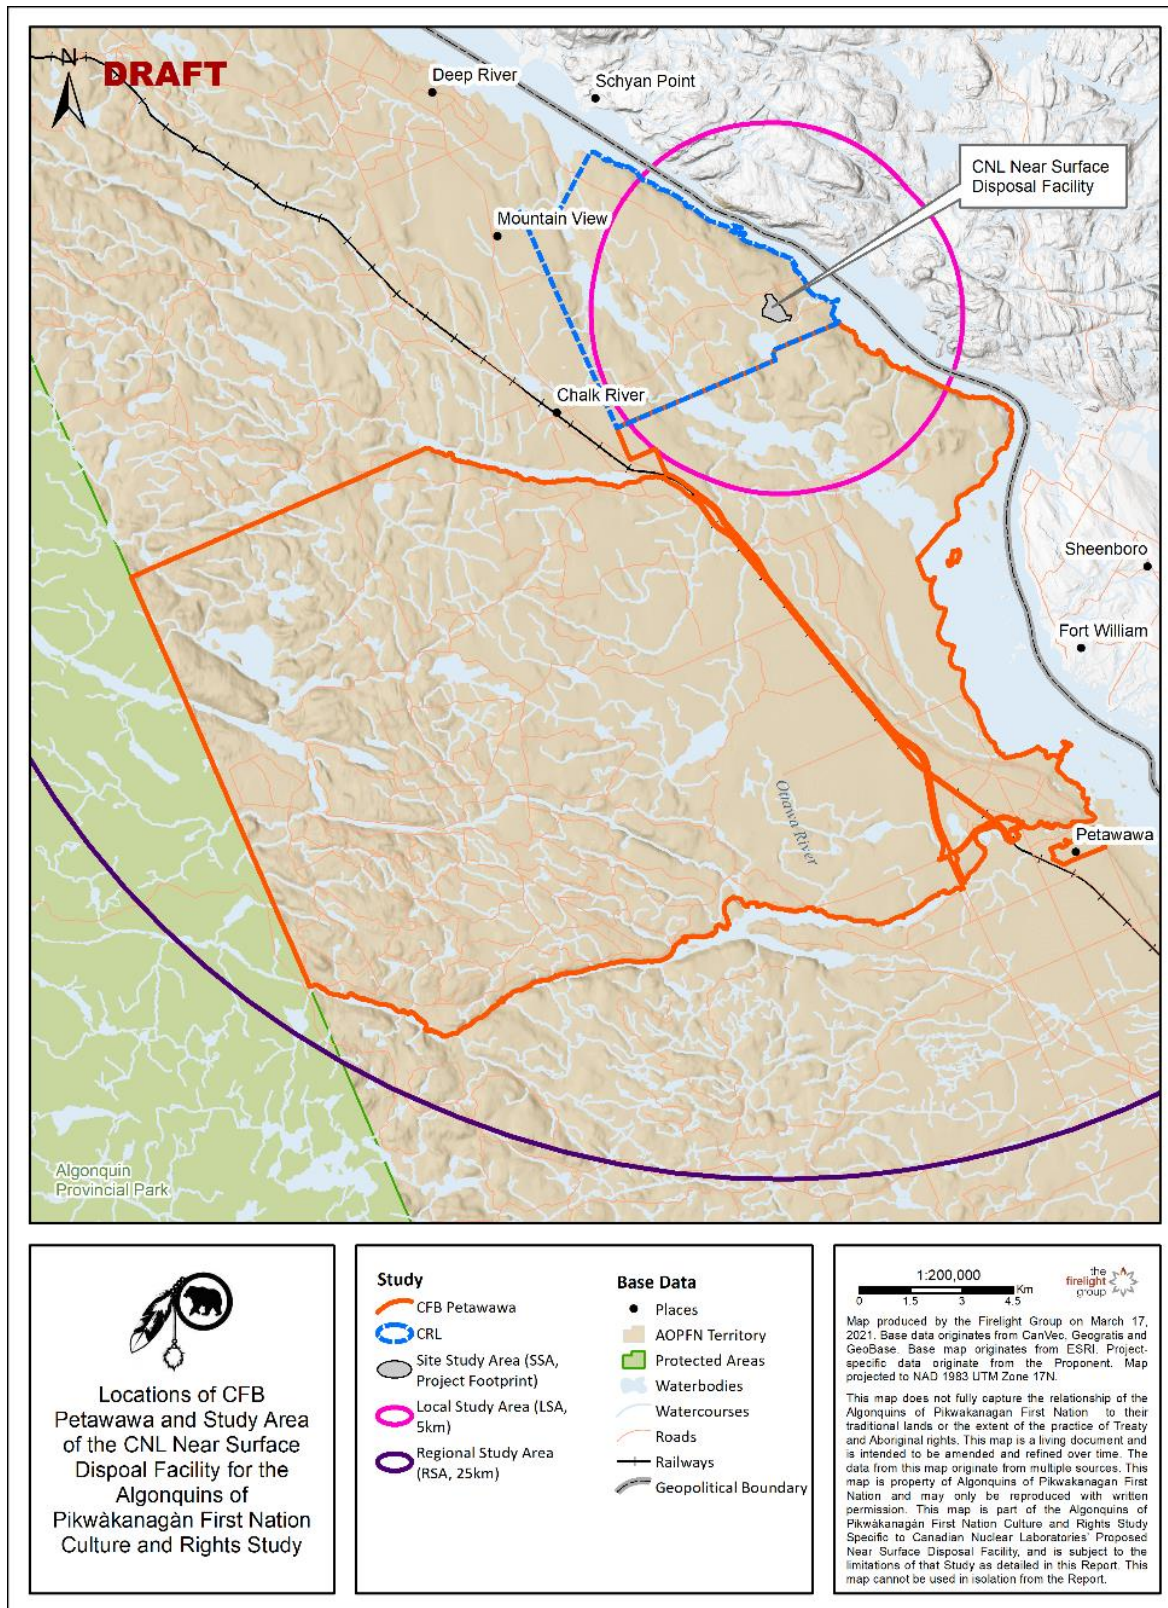 N
DRAFT
Deep River
Schyan Point
CNL Near Surface
Disposal Facility
Mountain View
Chalk River
Sheenboro
Fort William
Ottawa River
Petawawa
Algonquin
Provincial Park
Locations of CFB
Petawawa and Study Area
of the CNL Near Surface
Dispoal Facility for the
Algonquins of
Pikwàkanagàn First Nation
Culture and Rights Study
Study
CFB Petawawa
CRL
Site Study Area (SSA,
Project Footprint)
Local Study Area (LSA,
5km)
Regional Study Area
(RSA, 25km)
Base Data
Places
AOPFN Territory
Protected Areas
Waterbodies
Watercourses
Roads
Railways
Geopolitical Boundary
1:200,000
Km
0 1.5 3 4.5
the
firelight
group
Map produced by the Firelight Group on March 17,
2021. Base data originates from CanVec, Geogratis and
GeoBase. Base map originates from ESRI. Project-
specific data originate from the Proponent. Map
projected to NAD 1983 UTM Zone 17N.
This map does not fully capture the relationship of the
Algonquins of Pikwakanagan First Nation to their
traditional lands or the extent of the practice of Treaty
and Aboriginal rights. This map is a living document and
is intended to be amended and refined over time. The
data from this map originate from multiple sources. This
map is property of Algonquins of Pikwakanagan First
Nation and may only be reproduced with written
permission. This map is part of the Algonquins of
Pikwàkanagàn First Nation Culture and Rights Study
Specific to Canadian Nuclear Laboratories' Proposed
Near Surface Disposal Facility, and is subject to the
limitations of that Study as detailed in this Report. This
map cannot be used in isolation from the Report.